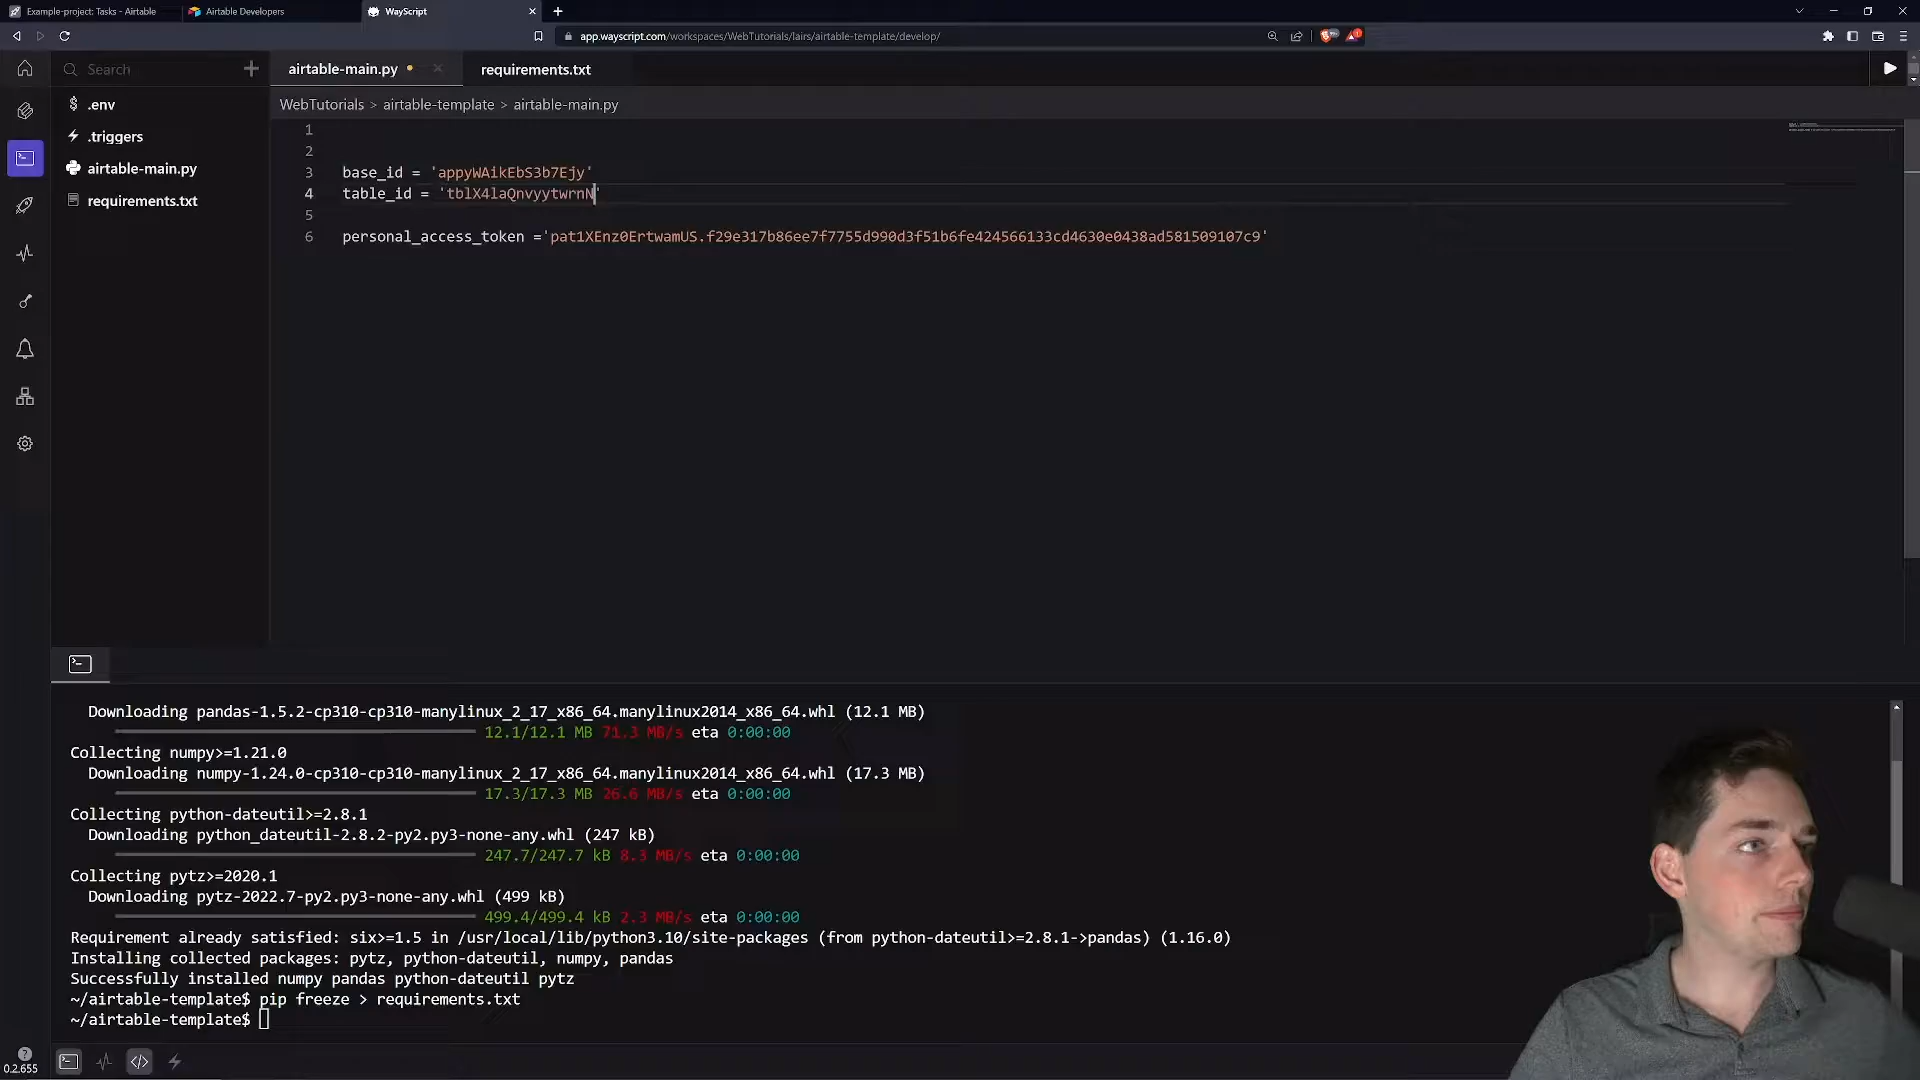 Example-project: Tasks - Airtable
Airtable Developers
WayScript
app.wayscript.com/workspaces/WebTutorials/lairs/airtable-template/develop/
Search
airtable-main.py
requirements.txt
.env
.triggers
airtable-main.py
requirements.txt
WebTutorials > airtable-template > airtable-main.py
1
2
3 base_id = 'appyWAikEbS3b7Ejy'
4 table_id = 'tblX4laQnvyytwrnN'
5
6 personal_access_token ='pat1XEnz0ErtwamUS.f29e317b86ee7f7755d990d3f51b6fe424566133cd4630e0438ad581509107c9'
Downloading pandas-1.5.2-cp310-cp310-manylinux_2_17_x86_64.manylinux2014_x86_64.whl (12.1 MB)
12.1/12.1 MB 71.3 MB/s eta 0:00:00
Collecting numpy>=1.21.0
Downloading numpy-1.24.0-cp310-cp310-manylinux_2_17_x86_64.manylinux2014_x86_64.whl (17.3 MB)
17.3/17.3 MB 26.6 MB/s eta 0:00:00
Collecting python-dateutil>=2.8.1
Downloading python_dateutil-2.8.2-py2.py3-none-any.whl (247 kB)
247.7/247.7 kB 8.3 MB/s eta 0:00:00
Collecting pytz>=2020.1
Downloading pytz-2022.7-py2.py3-none-any.whl (499 kB)
499.4/499.4 kB 2.3 MB/s eta 0:00:00
Requirement already satisfied: six>=1.5 in /usr/local/lib/python3.10/site-packages (from python-dateutil>=2.8.1->pandas) (1.16.0)
Installing collected packages: pytz, python-dateutil, numpy, pandas
Successfully installed numpy pandas python-dateutil pytz
~/airtable-template$ pip freeze > requirements.txt
~/airtable-template$
0.2.655